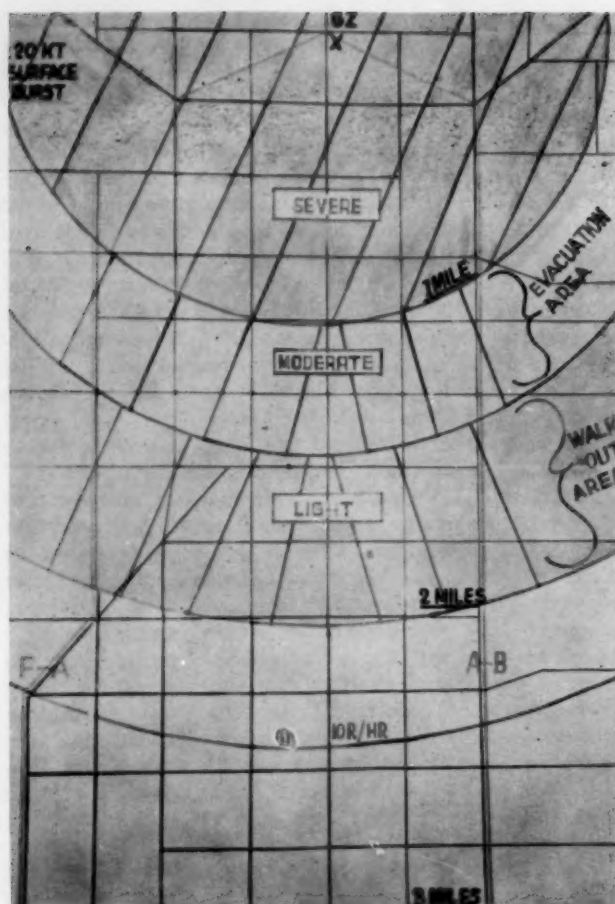 GZ
X
20 KT
SURFACE
BURST
SEVERE
1 MILE
EVACUATION
AREA
MODERATE
WALK
OUT
AREA
LIGHT
2 MILES
F-A
A-B
10R/HR
3 MILES